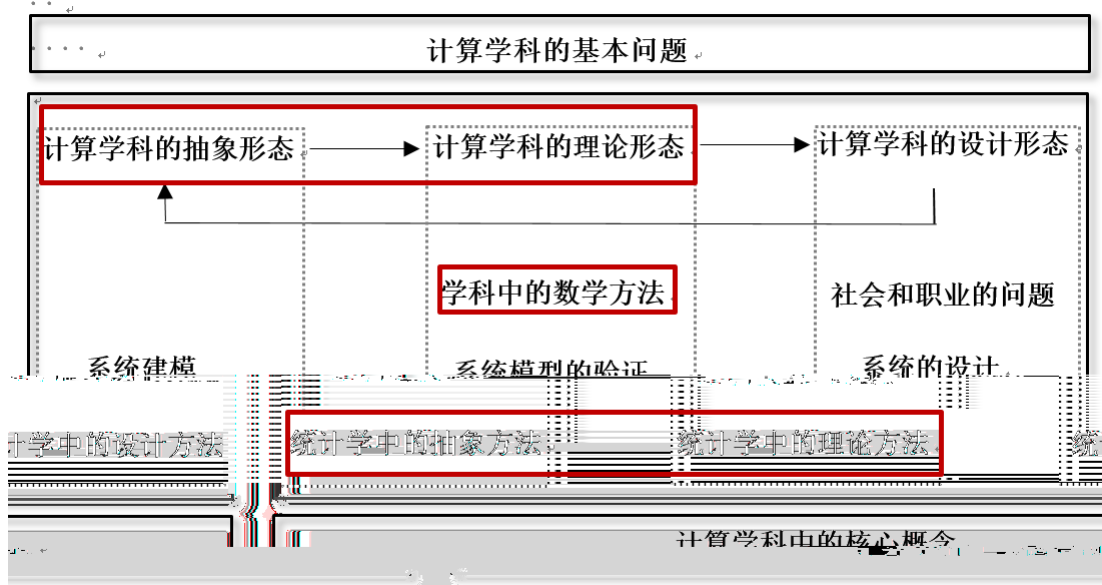 计算学科的基本问题
计算学科的抽象形态 计算学科的理论形态 计算学科的设计形态
学科中的数学方法 社会和职业的问题
系统建模 系统模型的验证 系统的设计
计学中的设计方法 统计学中的抽象方法 统计学中的理论方法 统
计算学科中的核心概念